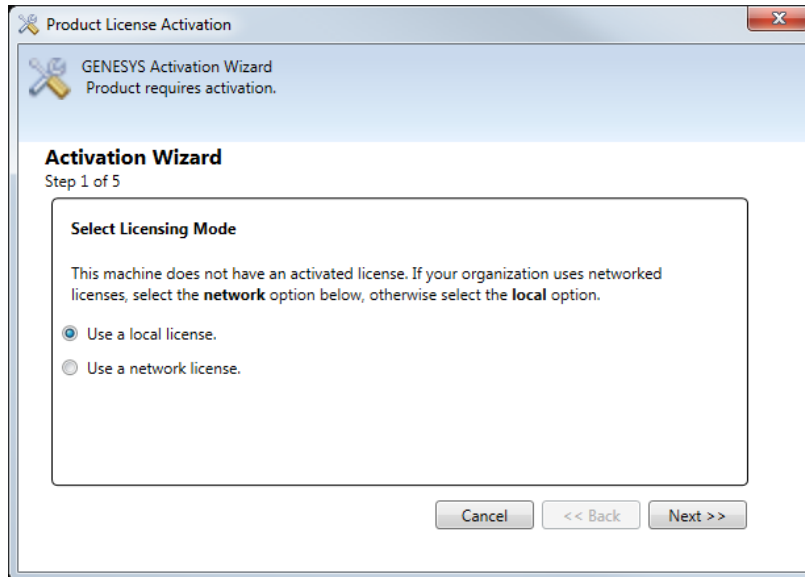 Product License Activation
GENESYS Activation Wizard
Product requires activation.
Activation Wizard
Step 1 of 5
Select Licensing Mode
This machine does not have an activated license. If your organization uses networked
licenses, select the network option below, otherwise select the local option.
Use a local license.
Use a network license.
Cancel
<< Back
Next >>